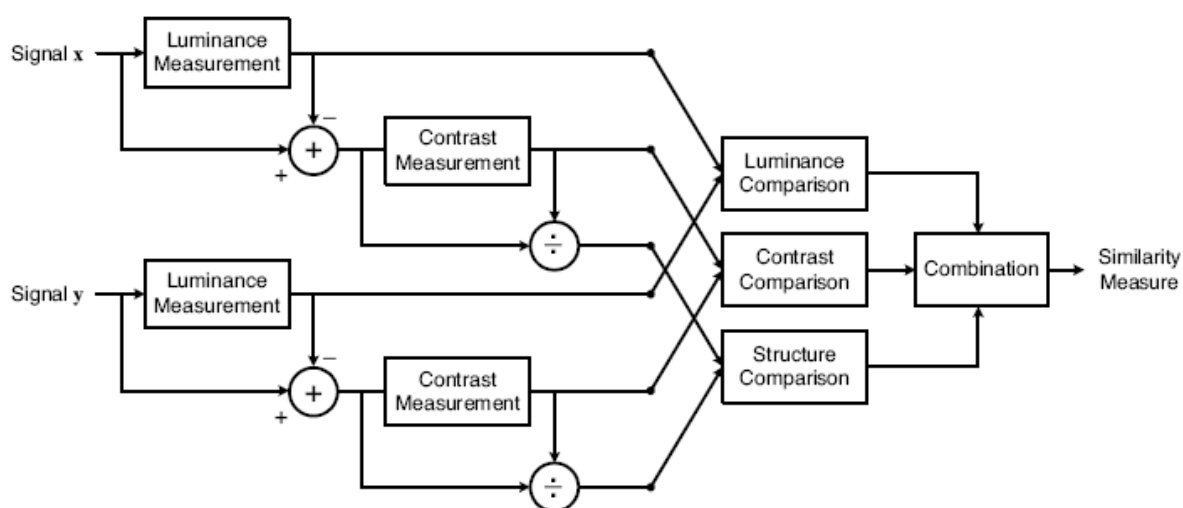 Signal x
Luminance
Measurement
−
+
+
Contrast
Measurement
÷
Signal y
Luminance
Measurement
−
+
+
Contrast
Measurement
÷
Luminance
Comparison
Contrast
Comparison
Structure
Comparison
Combination
Similarity
Measure